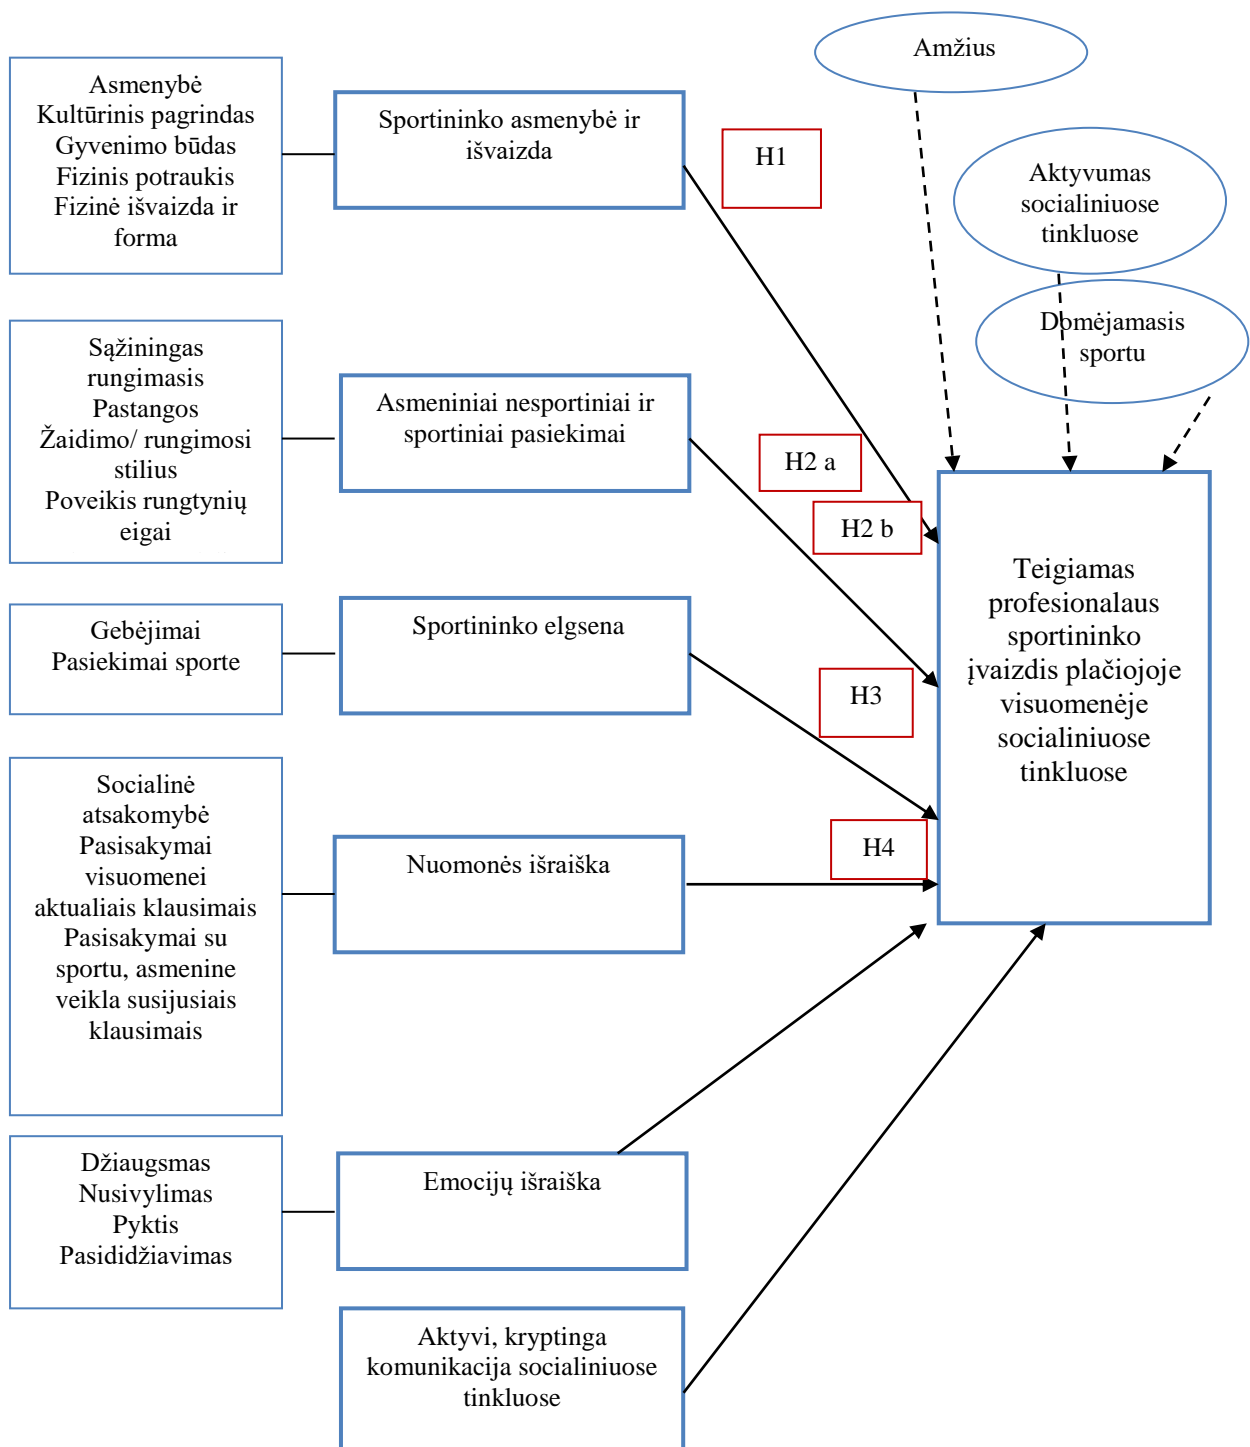 Amžius
Asmenybė
Kultūrinis pagrindas
Gyvenimo būdas
Fizinis potraukis
Fizinė išvaizda ir
forma
Sportininko asmenybė ir
išvaizda
H1
Aktyvumas
socialiniuose
tinkluose
Domėjamasis
sportu
Sąžiningas
rungimasis
Pastangos
Žaidimo/ rungimosi
stilius
Poveikis rungtynių
eigai
Asmeniniai nesportiniai ir
sportiniai pasiekimai
H2 a
H2 b
Teigiamas
profesionalaus
sportininko
įvaizdis plačiojoje
visuomenėje
socialiniuose
tinkluose
Gebėjimai
Pasiekimai sporte
Sportininko elgsena
H3
Socialinė
atsakomybė
Pasisakymai
visuomenei
aktualiais klausimais
Pasisakymai su
sportu, asmenine
veikla susijusiais
klausimais
Nuomonės išraiška
H4
Džiaugsmas
Nusivylimas
Pyktis
Pasididžiavimas
Emocijų išraiška
Aktyvi, kryptinga
komunikacija socialiniuose
tinkluose